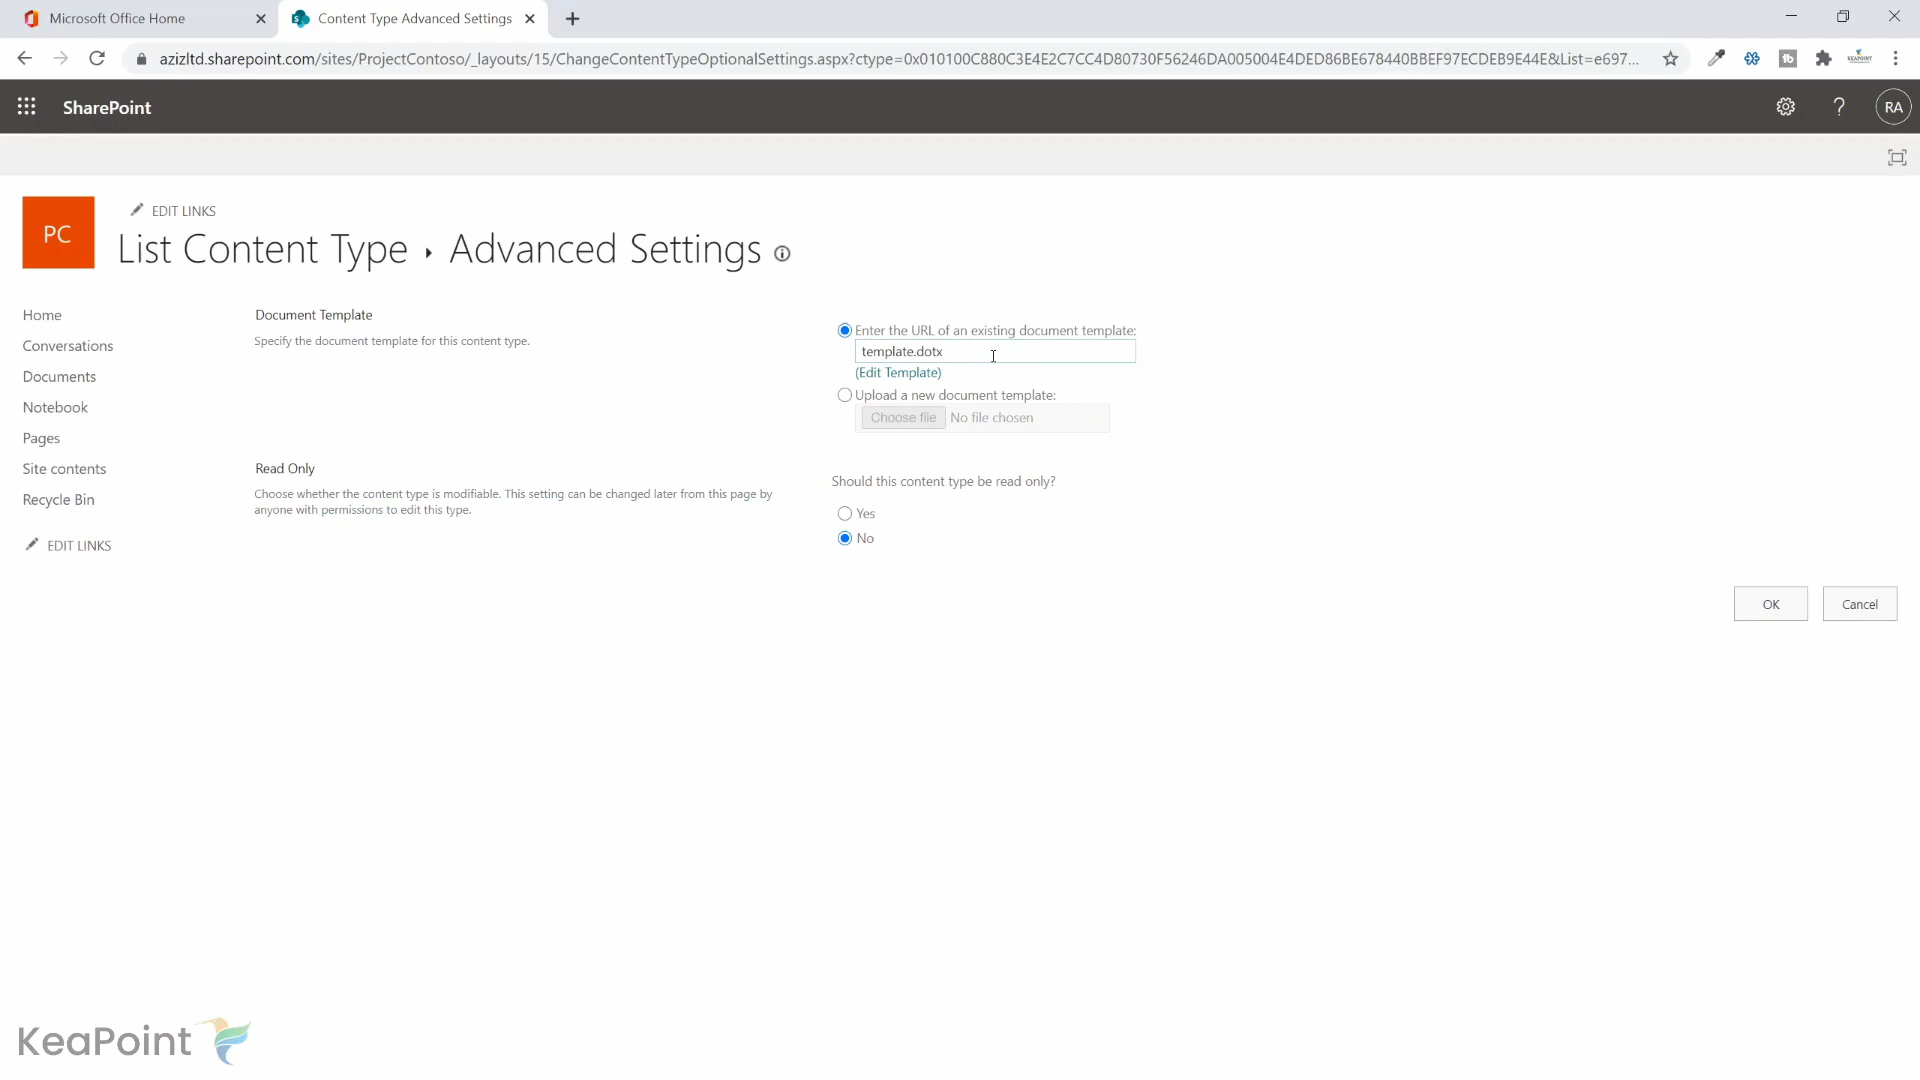 Microsoft Office Home
Content Type Advanced Settings
azizltd.sharepoint.com/sites/ProjectContoso/_layouts/15/ChangeContentTypeOptionalSettings.aspx?ctype=0x010100C880C3E4E2C7CC4D80730F56246DA005004E4DED86BE678440BBEF97ECDEB9E44E&List=e697...
tb
KEAPOINT
SharePoint
?
RA
PC
EDIT LINKS
List Content Type ▸ Advanced Settings
Home
Conversations
Documents
Notebook
Pages
Site contents
Recycle Bin
EDIT LINKS
Document Template
Specify the document template for this content type.
Enter the URL of an existing document template:
template.dotx
(Edit Template)
Upload a new document template:
Choose file No file chosen
Read Only
Choose whether the content type is modifiable. This setting can be changed later from this page by
anyone with permissions to edit this type.
Should this content type be read only?
Yes
No
OK
Cancel
KeaPoint